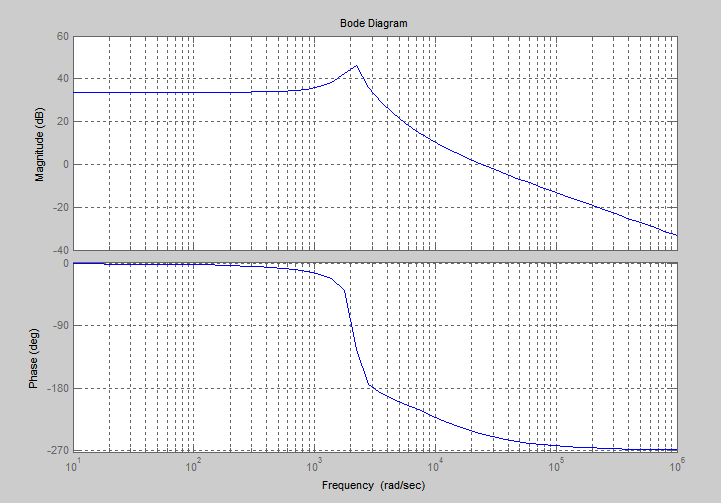 Bode Diagram
60
40
20
0
-20
-40
Magnitude (dB)
0
-90
-180
-270
Phase (deg)
10^1 10^2 10^3 10^4 10^5 10^6
Frequency (rad/sec)